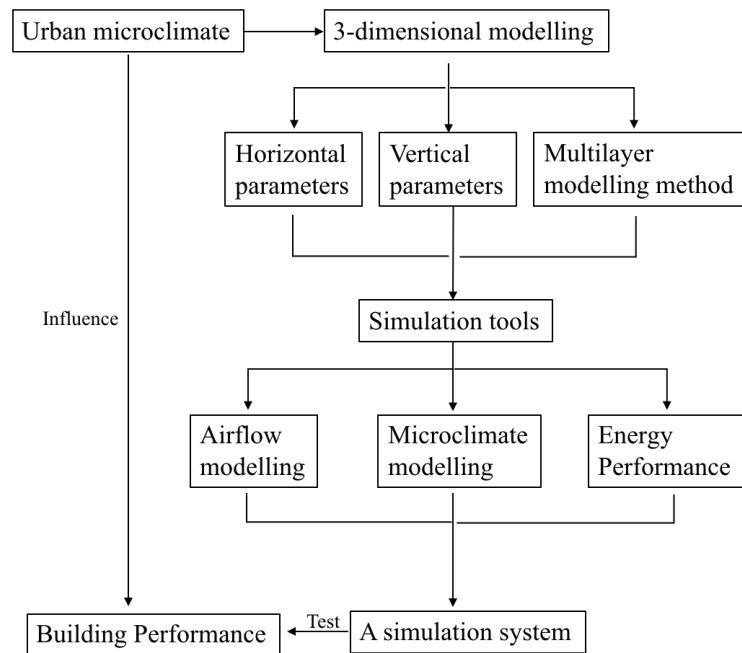 Urban microclimate
3-dimensional modelling
Horizontal
parameters
Vertical
parameters
Multilayer
modelling method
Influence
Simulation tools
Airflow
modelling
Microclimate
modelling
Energy
Performance
Building Performance
Test
A simulation system